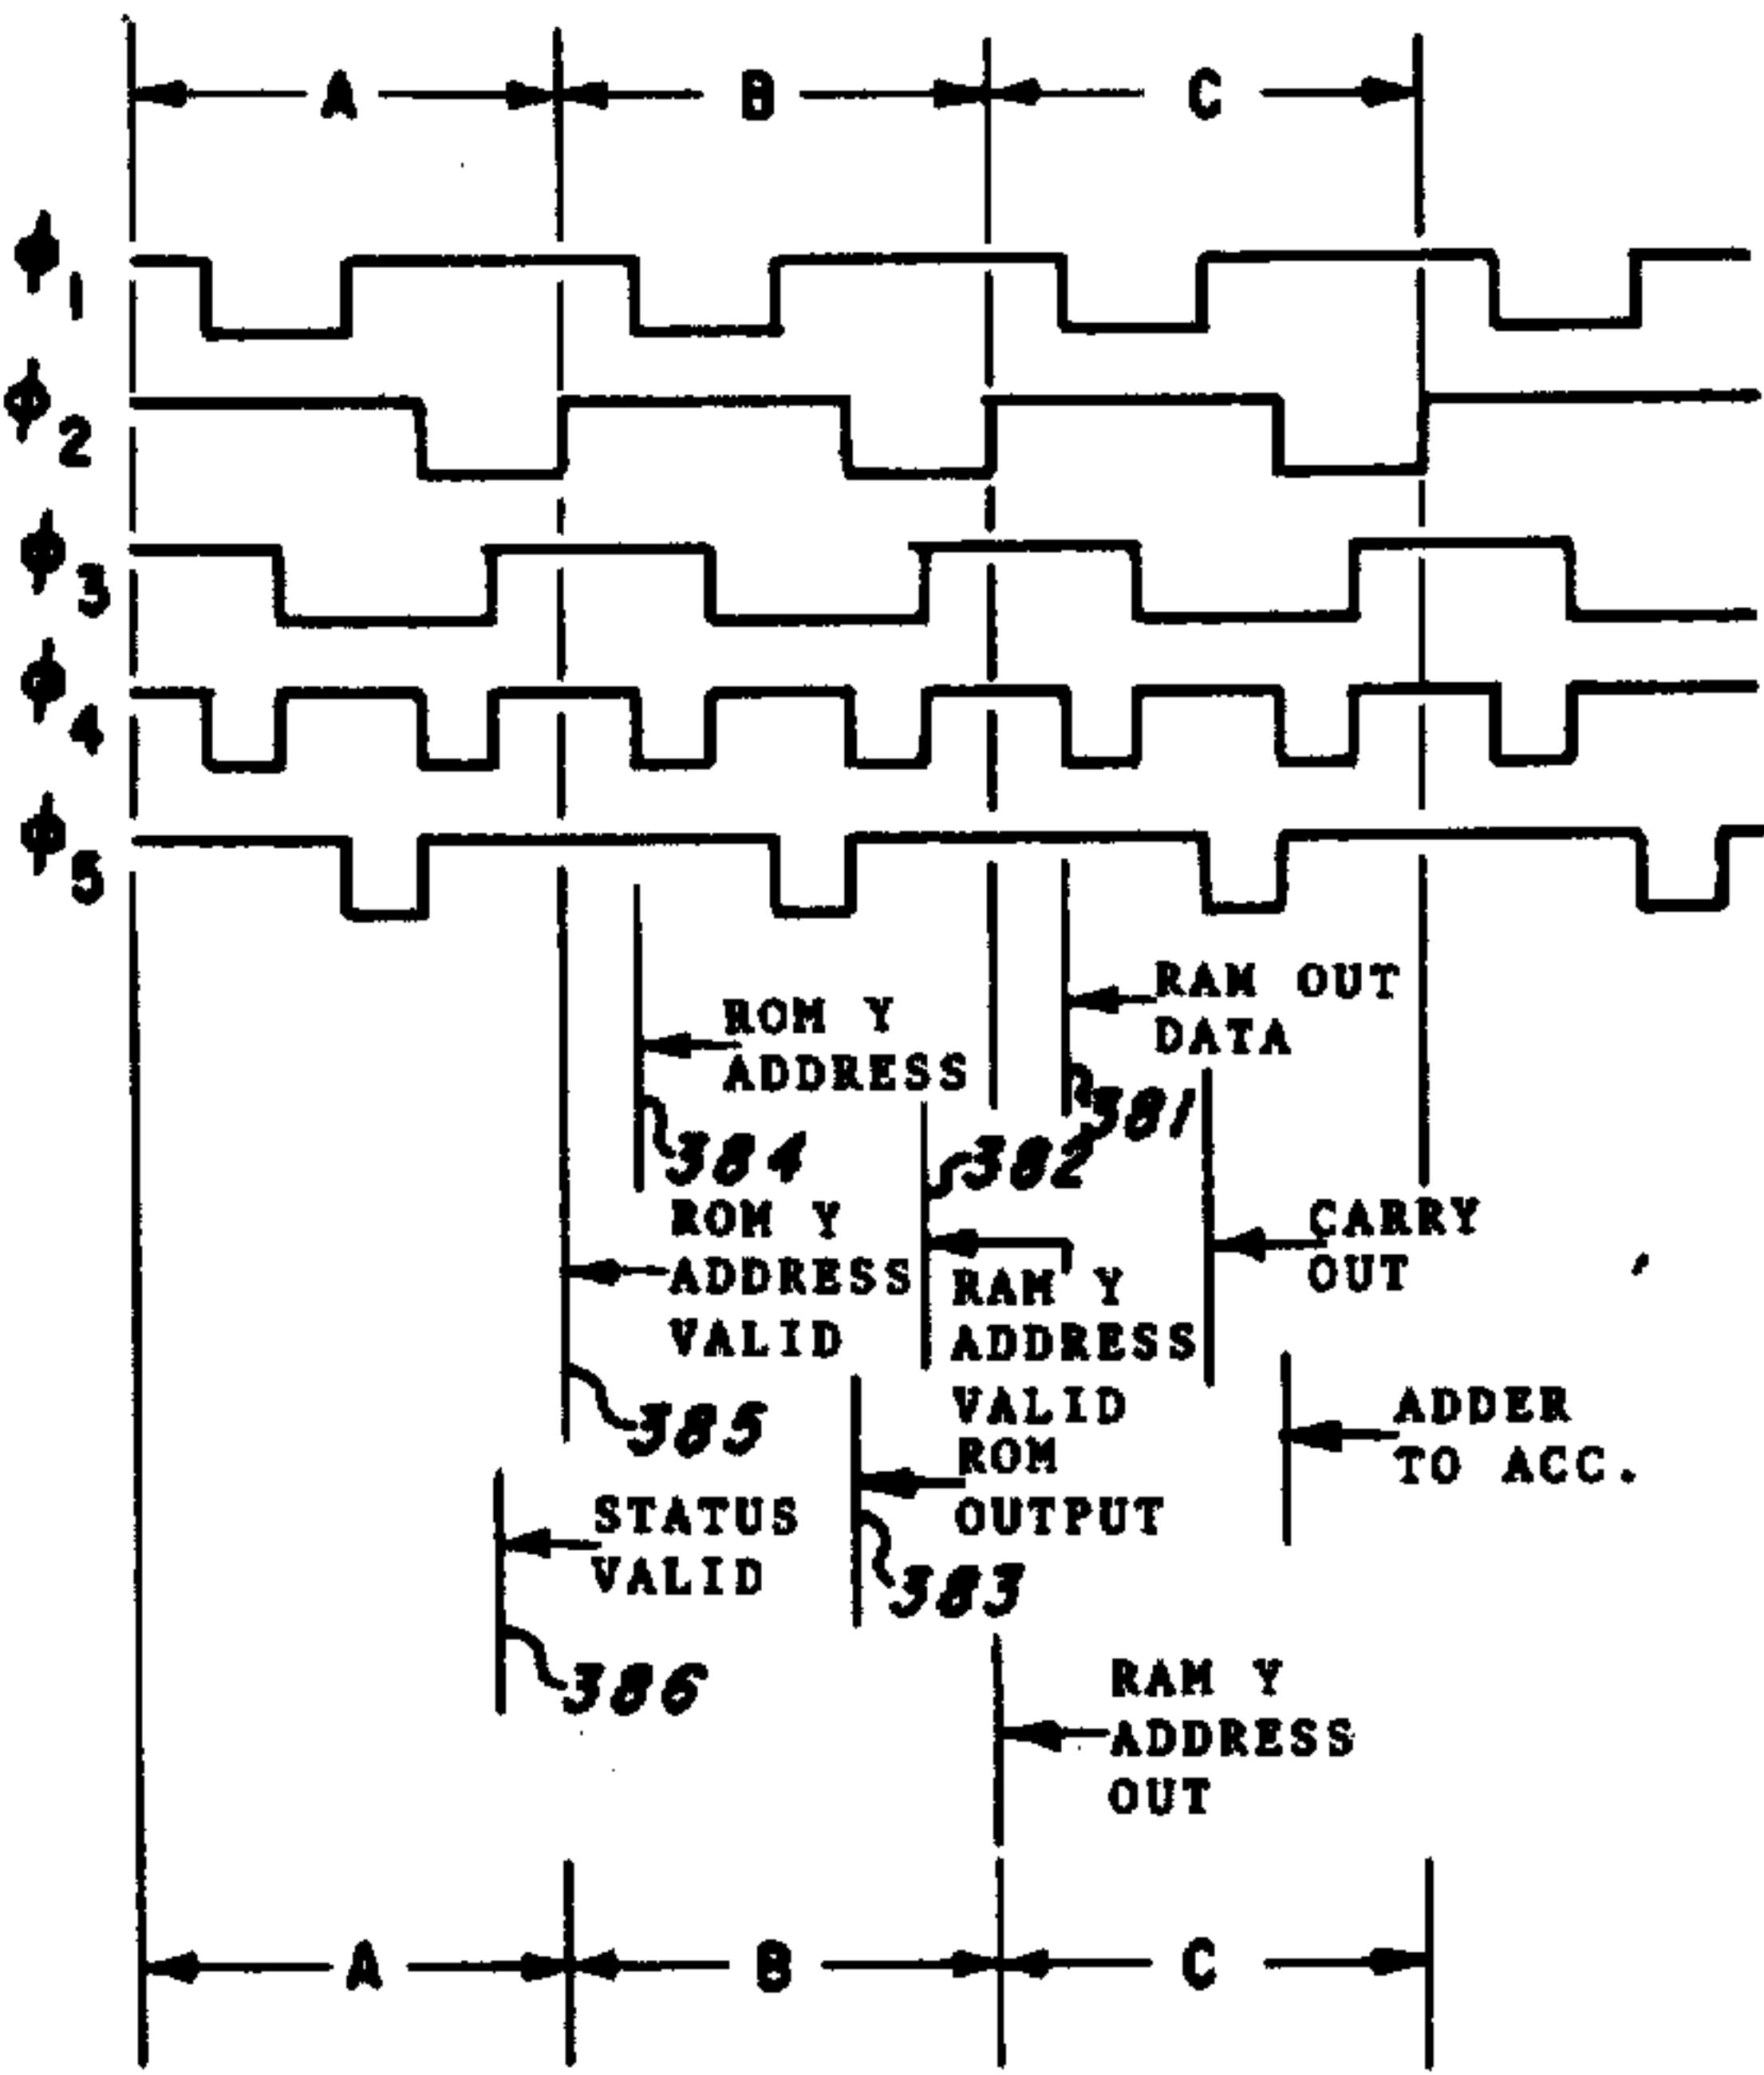 A B C
ϕ1
ϕ2
ϕ3
ϕ4
ϕ5
RAM OUT
DATA
381
ROM Y
ADDRESS
384
382
ROM Y
ADDRESS
VALID
385
CARRY
OUT
RAM Y
ADDRESS
VALID
ROM
OUTPUT
383
ADDER
TO ACC.
STATUS
VALID
386
RAM Y
ADDRESS
OUT
A B C